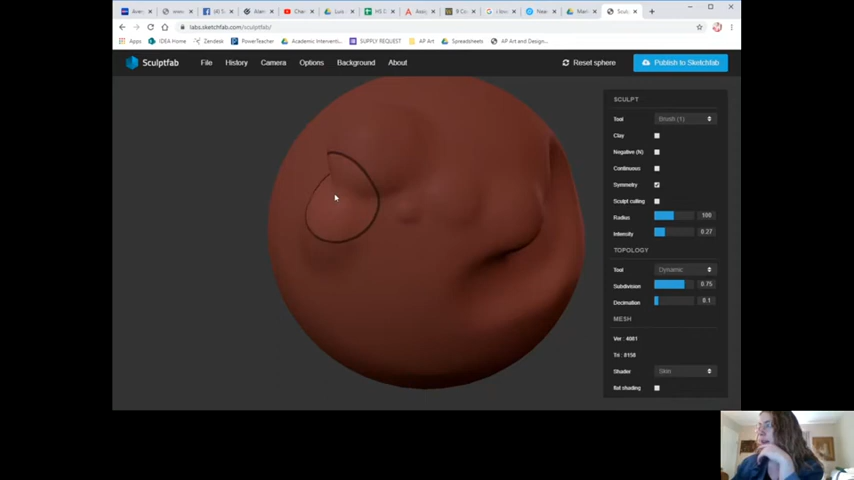 labs.sketchfab.com/sculptfab/
Apps IDEA Home Zendesk PowerTeacher Academic Interventi... SUPPLY REQUEST AP Art Spreadsheets AP Art and Design...
Sculptfab File History Camera Options Background About Reset sphere Publish to Sketchfab
SCULPT
Tool Brush (1)
Clay
Negative (N)
Continuous
Symmetry
Sculpt culling
Radius 100
Intensity 0.27
TOPOLOGY
Tool Dynamic
Subdivision 0.75
Decimation 0.1
MESH
Ver : 4081
Tri : 8158
Shader Skin
flat shading